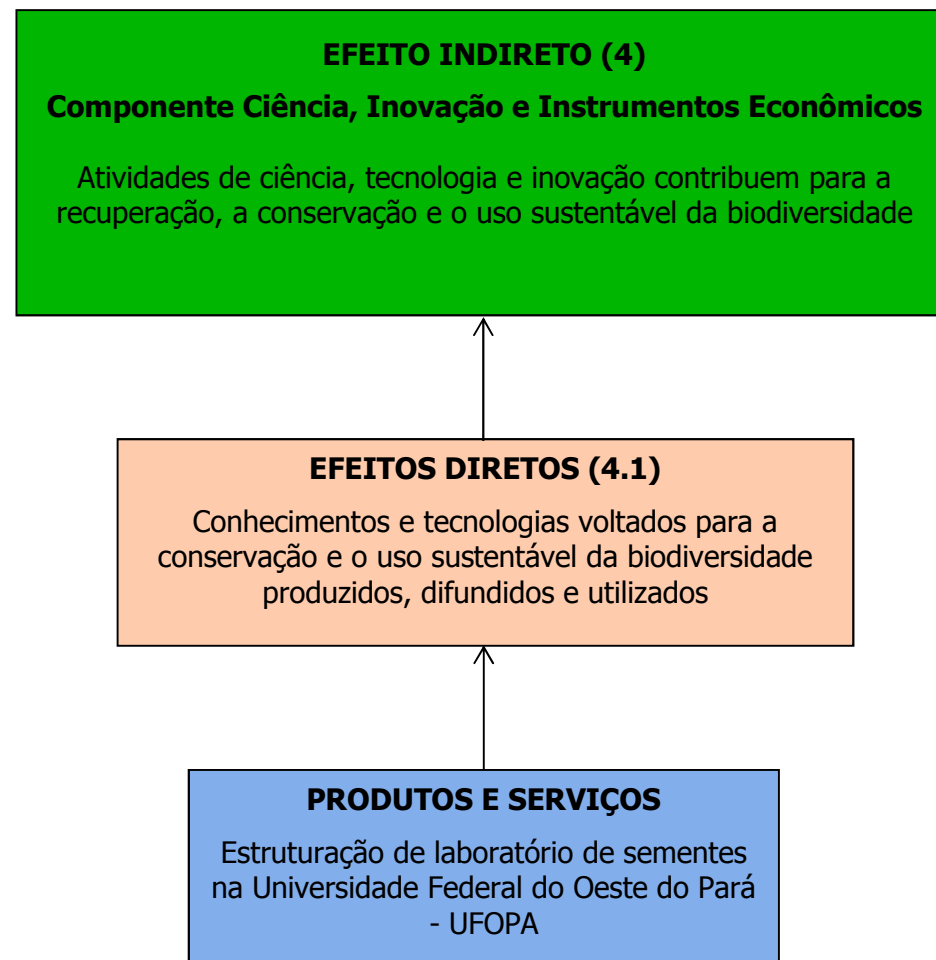 EFEITO INDIRETO (4)
Componente Ciência, Inovação e Instrumentos Econômicos
Atividades de ciência, tecnologia e inovação contribuem para a
recuperação, a conservação e o uso sustentável da biodiversidade
EFEITOS DIRETOS (4.1)
Conhecimentos e tecnologias voltados para a
conservação e o uso sustentável da biodiversidade
produzidos, difundidos e utilizados
PRODUTOS E SERVIÇOS
Estruturação de laboratório de sementes
na Universidade Federal do Oeste do Pará
- UFOPA